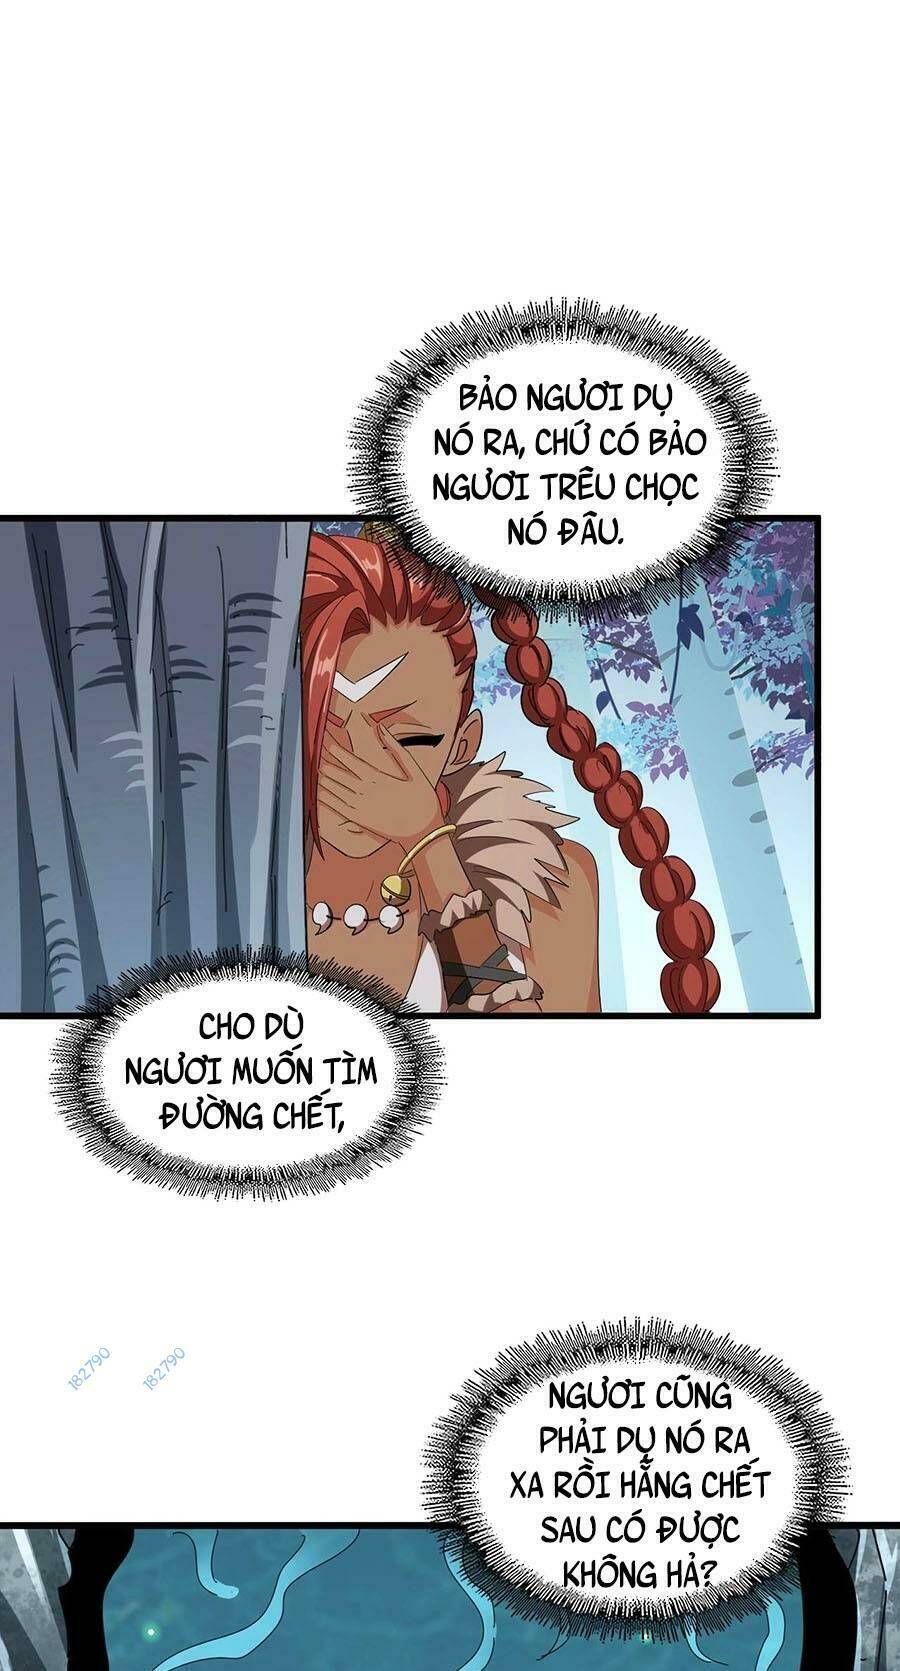 BẢO NGƯƠI DỤ
NÓ RA, CHỨ CÓ BẢO
NGƯƠI TRÊU CHỌC
NÓ ĐÂU.
CHO DÙ
NGƯƠI MUỐN TÌM
ĐƯỜNG CHẾT,
182790
182790
NGƯƠI CŨNG
PHẢI DỤ NÓ RA
XA RỒI HẴNG CHẾT
SAU CÓ ĐƯỢC
KHÔNG HẢ?